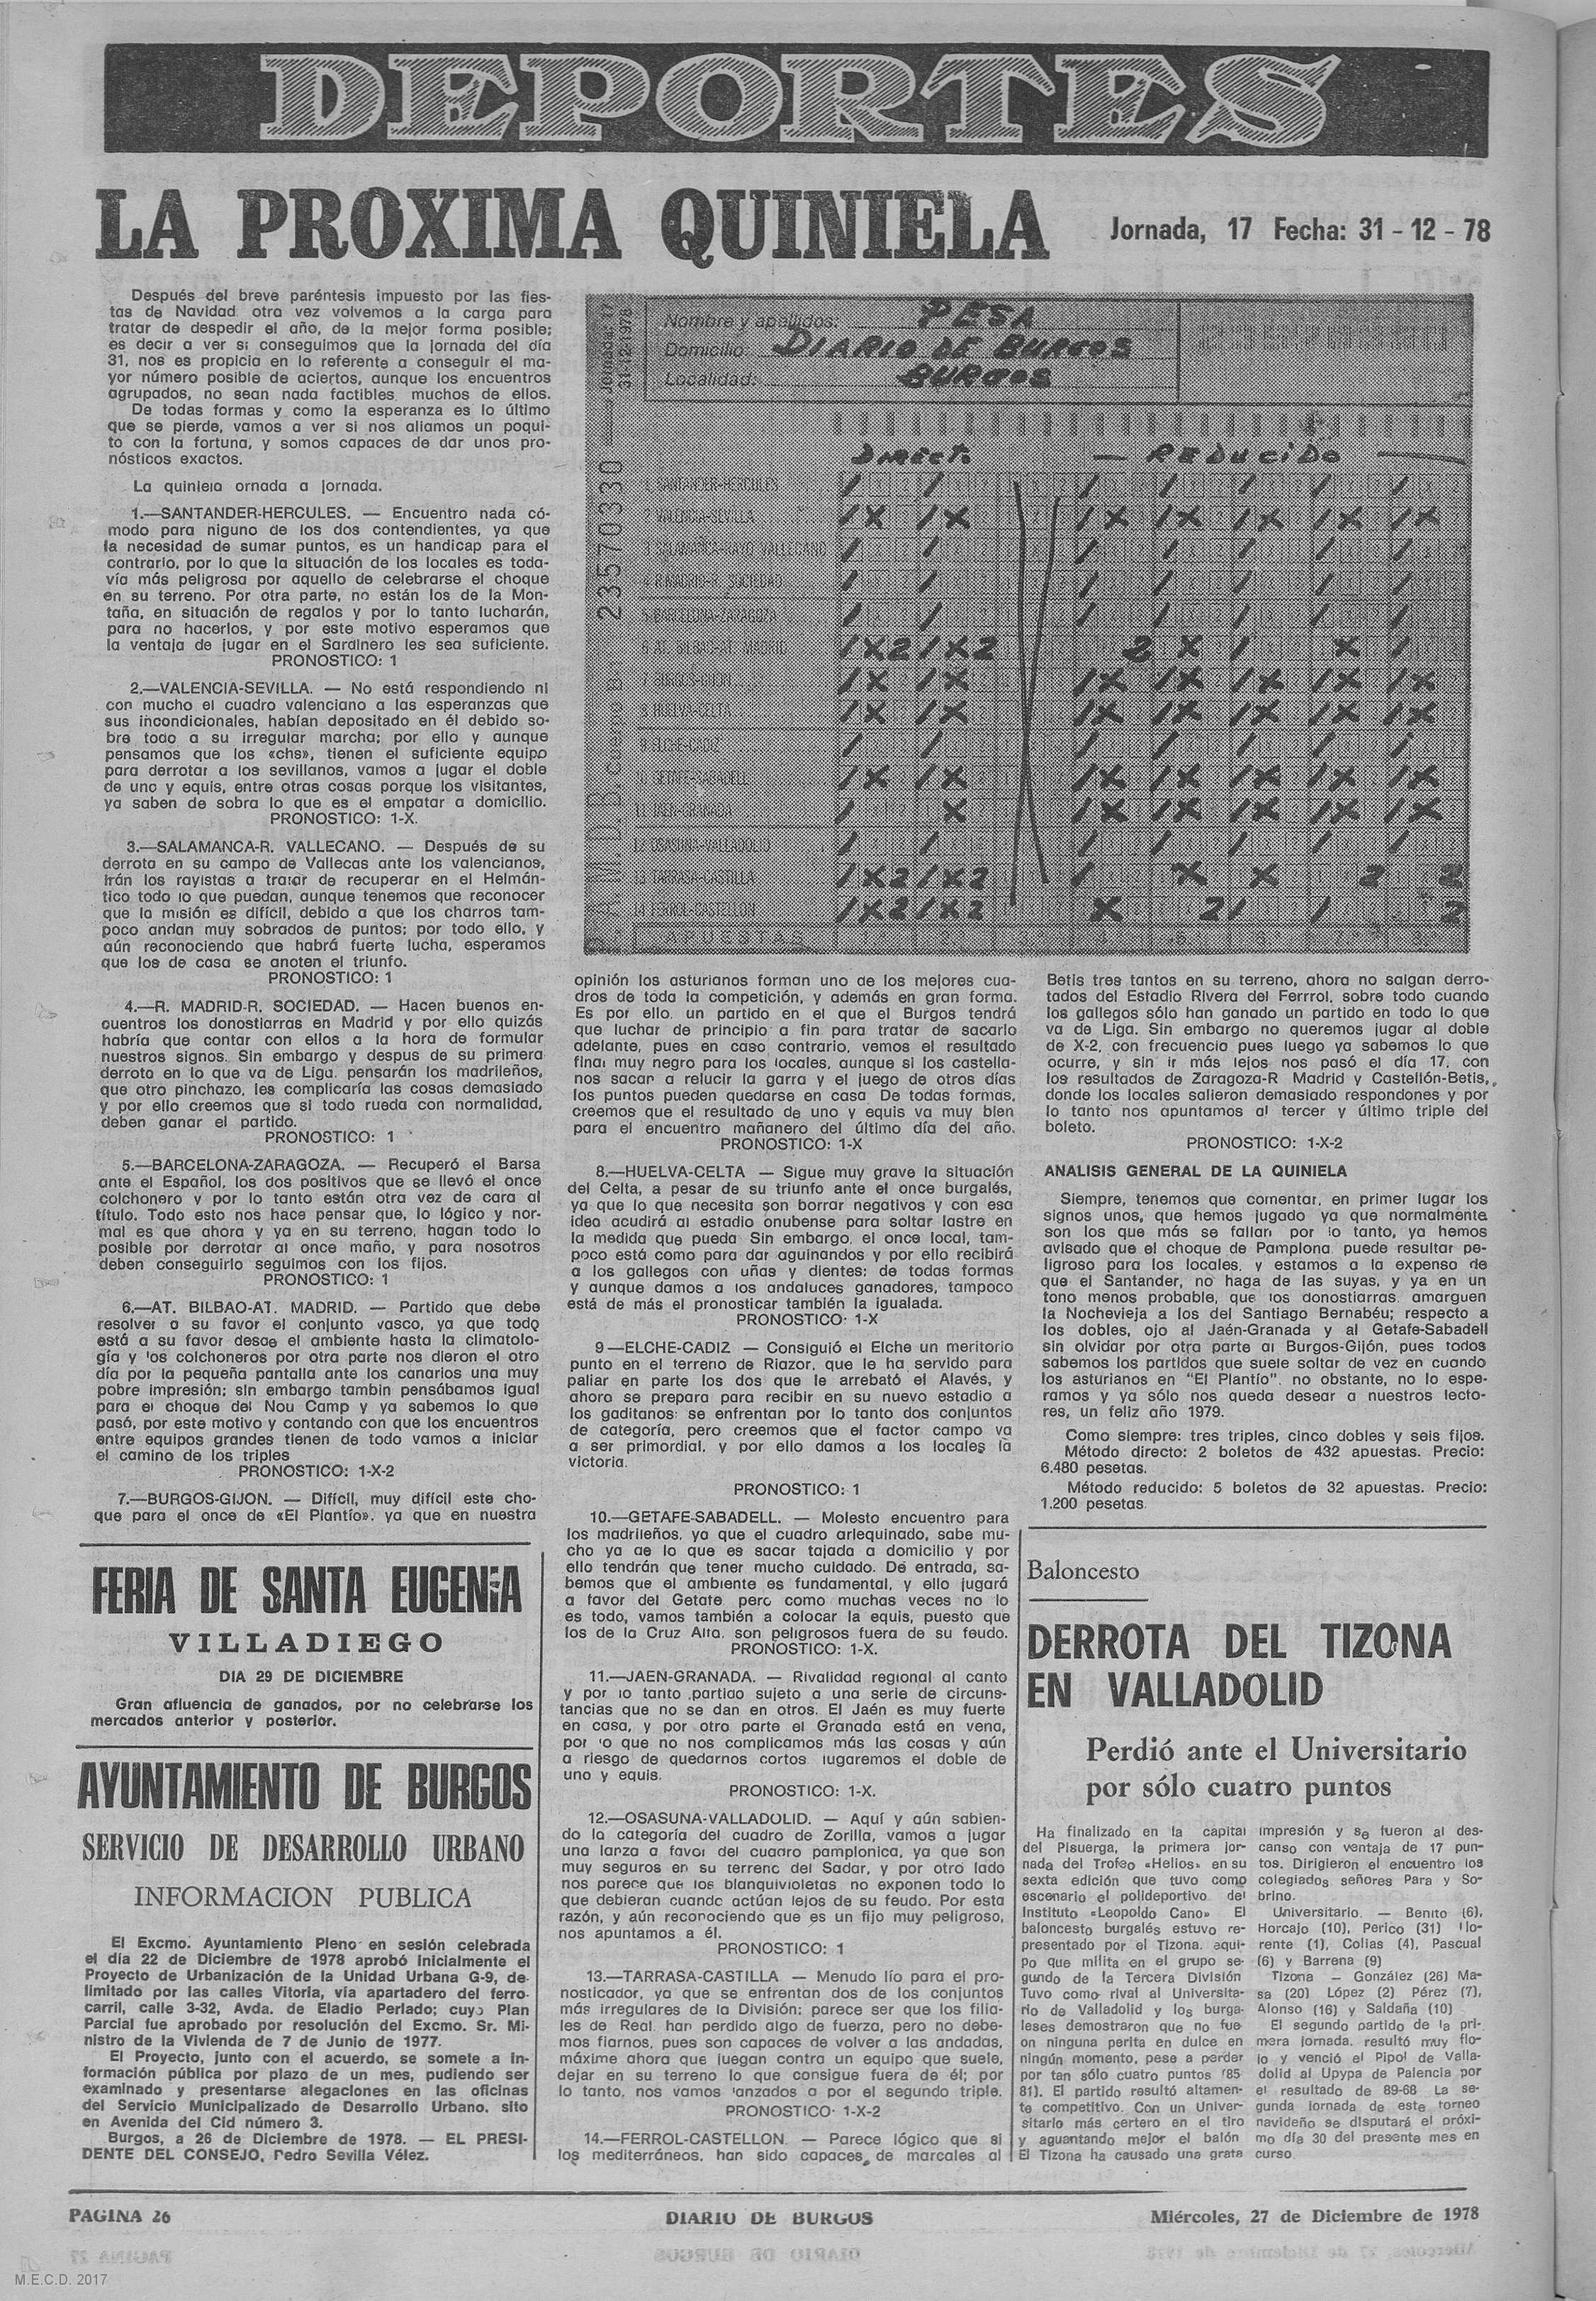 DEPORTES
LA PROXIMA QUINIELA
Jornada, 17 Fecha: 31 - 12 - 78
Después del breve paréntesis impuesto por las fies-
tas de Navidad otra vez volvemos a la carga para
tratar de despedir el año, de la mejor forma posible;
es decir a ver si conseguimos que la jornada del día
31, nos es propicia en lo referente a conseguir el ma-
yor número posible de aciertos, aunque los encuentros
agrupados, no sean nada factibles muchos de ellos.
De todas formas y como la esperanza es lo último
que se pierde, vamos a ver si nos aliamos un poqui-
to con la fortuna, y somos capaces de dar unos pro-
nósticos exactos.
La quiniela ornada a jornada.
1.—SANTANDER-HERCULES. — Encuentro nada có-
modo para niguno de los dos contendientes, ya que
la necesidad de sumar puntos, es un handicap para el
contrario, por lo que la situación de los locales es toda-
vía más peligrosa por aquello de celebrarse el choque
en su terreno. Por otra parte, no están los de la Mon-
taña, en situación de regalos y por lo tanto lucharán,
para no hacerlos, y por este motivo esperamos que
la ventaja de jugar en el Sardinero les sea suficiente.
PRONOSTICO: 1
2.—VALENCIA-SEVILLA. — No está respondiendo ni
con mucho el cuadro valenciano a las esperanzas que
sus incondicionales, habían depositado en él debido so-
bre todo a su irregular marcha; por ello y aunque
pensamos que los «chs», tienen el suficiente equipo
para derrotar a los sevillanos, vamos a jugar el doble
de uno y equis, entre otras cosas porque los visitantes,
ya saben de sobra lo que es el empatar a domicilio.
PRONOSTICO: 1-X.
3.—SALAMANCA-R. VALLECANO. — Después de su
derrota en su campo de Vallecas ante los valencianos,
irán los rayistas a tratar de recuperar en el Helmán-
tico todo lo que puedan, aunque tenemos que reconocer
que la misión es difícil, debido a que los charros tam-
poco andan muy sobrados de puntos; por todo ello, y
aún reconociendo que habrá fuerte lucha, esperamos
que los de casa se anoten el triunfo.
PRONOSTICO: 1
4.—R. MADRID-R. SOCIEDAD. — Hacen buenos en-
cuentros los donostiarras en Madrid y por ello quizás
habría que contar con ellos a la hora de formular
nuestros signos. Sin embargo y despus de su primera
derrota en lo que va de Liga, pensarán los madrileños,
que otro pinchazo, les complicaría las cosas demasiado
y por ello creemos que si todo rueda con normalidad,
deben ganar el partido.
PRONOSTICO: 1
5.—BARCELONA-ZARAGOZA. — Recuperó el Barsa
ante el Español, los dos positivos que se llevó el once
colchonero y por lo tanto están otra vez de cara al
título. Todo esto nos hace pensar que, lo lógico y nor-
mal es que ahora y ya en su terreno, hagan todo lo
posible por derrotar al once maño, y para nosotros
deben conseguirlo seguimos con los fijos.
PRONOSTICO: 1
6.—AT. BILBAO-AT. MADRID. — Partido que debe
resolver a su favor el conjunto vasco, ya que todo
está a su favor desde el ambiente hasta la climatolo-
gía y los colchoneros por otra parte nos dieron el otro
día por la pequeña pantalla ante los canarios una muy
pobre impresión; sin embargo tambin pensábamos igual
para el choque del Nou Camp y ya sabemos lo que
pasó, por este motivo y contando con que los encuentros
entre equipos grandes tienen de todo vamos a iniciar
el camino de los triples
PRONOSTICO: 1-X-2
7.—BURGOS-GIJON. — Difícil, muy difícil este cho-
que para el once de «El Plantío», ya que en nuestra
Jornada: 17
31-12-1978
2357030330
Nombre y apellidos: PESA
Domicilio: DIARIO DE BURGOS
Localidad: BURGOS
DIRECTO — REDUCIDO —
1 SANTANDER-HERCULES
2 VALENCIA-SEVILLA
3 SALAMANCA-RAYO VALLECANO
4 R.MADRID-R. SOCIEDAD
5 BARCELONA-ZARAGOZA
6 AT. BILBAO-AT. MADRID
7 BURGOS-GIJON
8 HUELVA-CELTA
9 ELCHE-CADIZ
10 GETAFE-SABADELL
11 JAEN-GRANADA
12 OSASUNA-VALLADOLID
13 TARRASA-CASTILLA
14 FERROL-CASTELLON
APUESTAS
opinión los asturianos forman uno de los mejores cua-
dros de toda la competición, y además en gran forma.
Es por ello, un partido en el que el Burgos tendrá
que luchar de principio a fin para tratar de sacarlo
adelante, pues en caso contrario, vemos el resultado
final muy negro para los locales, aunque si los castella-
nos sacan a relucir la garra y el juego de otros días
los puntos pueden quedarse en casa De todas formas,
creemos que el resultado de uno y equis va muy bien
para el encuentro mañanero del último día del año.
PRONOSTICO: 1-X
8.—HUELVA-CELTA — Sigue muy grave la situación
del Celta, a pesar de su triunfo ante el once burgalés,
ya que lo que necesita son borrar negativos y con esa
idea acudirá al estadio onubense para soltar lastre en
la medida que pueda Sin embargo, el once local, tam-
poco está como para dar aguinandos y por ello recibirá
a los gallegos con uñas y dientes; de todas formas
y aunque damos a los andaluces ganadores, tampoco
está de más el pronosticar también la igualada.
PRONOSTICO: 1-X
9—ELCHE-CADIZ — Consiguió el Elche un meritorio
punto en el terreno de Riazor, que le ha servido para
paliar en parte los dos que le arrebató el Alavés, y
ahora se prepara para recibir en su nuevo estadio a
los gaditanos; se enfrentan por lo tanto dos conjuntos
de categoría, pero creemos que el factor campo va
a ser primordial, y por ello damos a los locales la
victoria.
PRONOSTICO: 1
10.—GETAFE-SABADELL. — Molesto encuentro para
los madrileños, ya que el cuadro arlequinado, sabe mu-
cho ya de lo que es sacar tajada a domicilio y por
ello tendrán que tener mucho cuidado. De entrada, sa-
bemos que el ambiente es fundamental, y ello jugará
a favor del Getafe pero como muchas veces no lo
es todo, vamos también a colocar la equis, puesto que
los de la Cruz Alta, son peligrosos fuera de su feudo.
PRONOSTICO: 1-X.
11.—JAEN-GRANADA. — Rivalidad regional al canto
y por lo tanto partido sujeto a una serie de circuns-
tancias que no se dan en otros. El Jaén es muy fuerte
en casa, y por otro parte el Granada está en vena,
por lo que no nos complicamos más las cosas y aún
a riesgo de quedarnos cortos jugaremos el doble de
uno y equis.
PRONOSTICO: 1-X.
12.—OSASUNA-VALLADOLID. — Aquí y aún sabien-
do la categoría del cuadro de Zorilla, vamos a jugar
una lanza a favor del cuadro pamplonica, ya que son
muy seguros en su terreno del Sadar, y por otro lado
nos parece que los blanquivioletas no exponen todo lo
que debieran cuando actúan lejos de su feudo. Por esta
razón, y aún reconociendo que es un fijo muy peligroso,
nos apuntamos a él.
PRONOSTICO: 1
13.—TARRASA-CASTILLA — Menudo lío para el pro-
nosticador, ya que se enfrentan dos de los conjuntos
más irregulares de la División; parece ser que los filia-
les de Real, han perdido algo de fuerza, pero no debe-
mos fiarnos, pues son capaces de volver a las andadas,
máxime ahora que juegan contra un equipo que suele,
dejar en su terreno lo que consigue fuera de él; por
lo tanto, nos vamos lanzados a por el segundo triple.
PRONOSTICO: 1-X-2
14.—FERROL-CASTELLON. — Parece lógico que si
los mediterráneos, han sido capaces de marcales al
Betis tres tantos en su terreno, ahora no salgan derro-
tados del Estadio Rivera del Ferrrol, sobre todo cuando
los gallegos sólo han ganado un partido en todo lo que
va de Liga. Sin embargo no queremos jugar al doble
de X-2, con frecuencia pues luego ya sabemos lo que
ocurre, y sin ir más lejos nos pasó el día 17, con
los resultados de Zaragoza-R Madrid y Castellón-Betis,
donde los locales salieron demasiado respondones y por
lo tanto nos apuntamos al tercer y último triple del
boleto.
PRONOSTICO: 1-X-2
ANALISIS GENERAL DE LA QUINIELA
Siempre, tenemos que comentar, en primer lugar los
signos unos, que hemos jugado ya que normalmente
son los que más se fallan por lo tanto, ya hemos
avisado que el choque de Pamplona puede resultar pe-
ligroso para los locales, y estamos a la expensa de
que el Santander, no haga de las suyas, y ya en un
tono menos probable, que los donostiarras, amarguen
la Nochevieja a los del Santiago Bernabéu; respecto a
los dobles, ojo al Jaén-Granada y al Getafe-Sabadell
sin olvidar por otra parte al Burgos-Gijón, pues todos
sabemos los partidos que suele soltar de vez en cuando
los asturianos en "El Plantío", no obstante, no lo espe-
ramos y ya sólo nos queda desear a nuestros lecto-
res, un feliz año 1979.
Como siempre: tres triples, cinco dobles y seis fijos.
Método directo: 2 boletos de 432 apuestas. Precio:
6.480 pesetas.
Método reducido: 5 boletos de 32 apuestas. Precio:
1.200 pesetas.
FERIA DE SANTA EUGENIA
VILLADIEGO
DIA 29 DE DICIEMBRE
Gran afluencia de ganados, por no celebrarse los
mercados anterior y posterior.
AYUNTAMIENTO DE BURGOS
SERVICIO DE DESARROLLO URBANO
INFORMACION PUBLICA
El Excmo. Ayuntamiento Pleno en sesión celebrada
el día 22 de Diciembre de 1978 aprobó inicialmente el
Proyecto de Urbanización de la Unidad Urbana G-9, de-
limitado por las calles Vitoria, vía apartadero del ferro-
carril, calle 3-32, Avda. de Eladio Perlado; cuyo Plan
Parcial fue aprobado por resolución del Excmo. Sr. Mi-
nistro de la Vivienda de 7 de Junio de 1977.
El Proyecto, junto con el acuerdo, se somete a in-
formación pública por plazo de un mes, pudiendo ser
examinado y presentarse alegaciones en las oficinas
del Servicio Municipalizado de Desarrollo Urbano, sito
en Avenida del Cid número 3.
Burgos, a 26 de Diciembre de 1978. — EL PRESI-
DENTE DEL CONSEJO, Pedro Sevilla Vélez.
Baloncesto
DERROTA DEL TIZONA
EN VALLADOLID
Perdió ante el Universitario
por sólo cuatro puntos
Ha finalizado en la capital
del Pisuerga, la primera jor-
nada del Trofeo «Helios» en su
sexta edición que tuvo como
escenario el polideportivo del
Instituto «Leopoldo Cano» El
baloncesto burgalés estuvo re-
presentado por el Tizona, equi-
po que milita en el grupo se-
gundo de la Tercera División
Tuvo como rival al Universita-
rio de Valladolid y los burga-
leses demostraron que no fue-
on ninguna perita en dulce en
ningún momento, pese a perder
por tan sólo cuatro puntos (85
81). El partido resultó altamen-
te competitivo. Con un Univer-
sitario más certero en el tiro
y aguantando mejor el balón
El Tizona ha causado una grata
impresión y se fueron al des-
canso con ventaja de 17 pun-
tos. Dirigieron el encuentro los
colegiados señores Para y So-
brino.
Universitario. — Benito (6),
Horcajo (10), Perico (31) Llo-
rente (1), Colias (4), Pascual
(6) y Barrena (9)
Tizona — González (26) Ma-
sa (20) López (2) Pérez (7),
Alonso (16) y Saldaña (10)
El segundo partido de la pri-
mera jornada, resultó muy flo-
jo y venció el Pipol de Valla-
dolid al Upypa de Palencia por
el resultado de 89-68 La se-
gunda jornada de este torneo
navideño se disputará el próxi-
mo día 30 del presente mes en
curso
PAGINA 26
DIARIO DE BURGOS
Miércoles, 27 de Diciembre de 1978
M.E.C.D. 2017